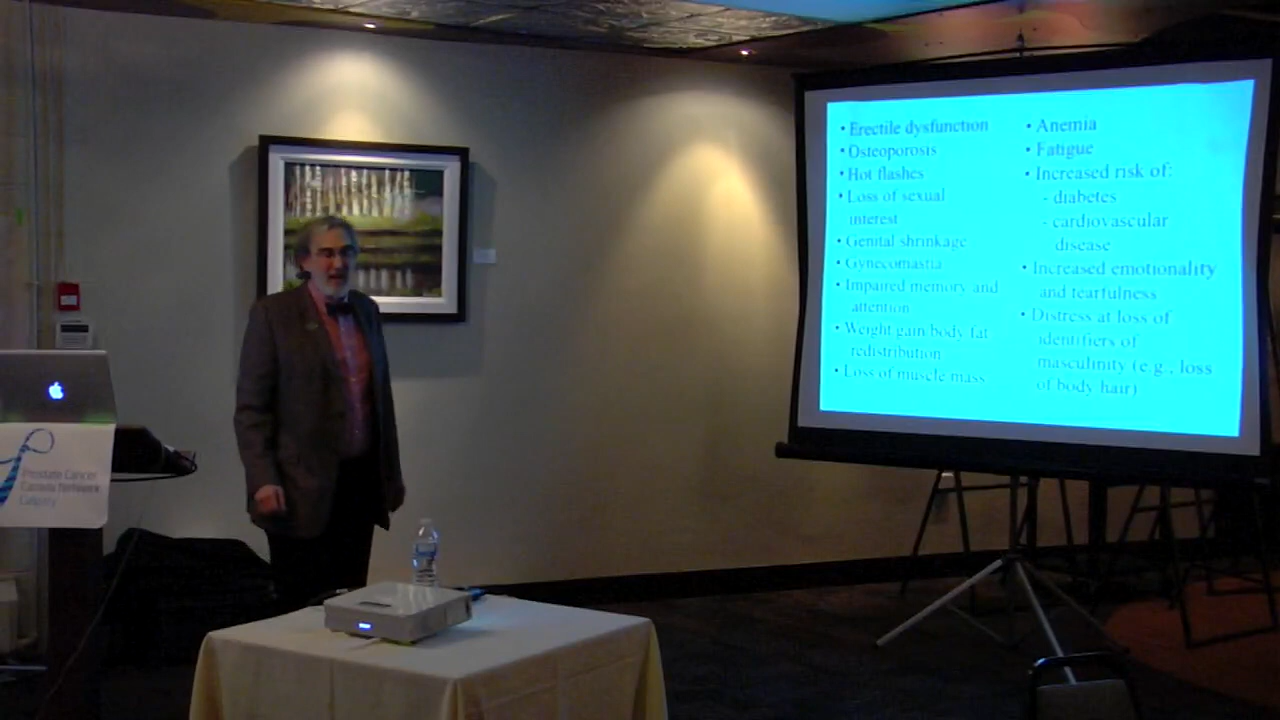 • Erectile dysfunction
• Osteoporosis
• Hot flashes
• Loss of sexual
interest
• Genital shrinkage
• Gynecomastia
• Impaired memory and
attention
• Weight gain body fat
redistribution
• Loss of muscle mass
• Anemia
• Fatigue
• Increased risk of:
- diabetes
- cardiovascular
disease
• Increased emotionality
and tearfulness
• Distress at loss of
identifiers of
masculinity (e.g., loss
of body hair)
Prostate Cancer
Canada Network
Calgary